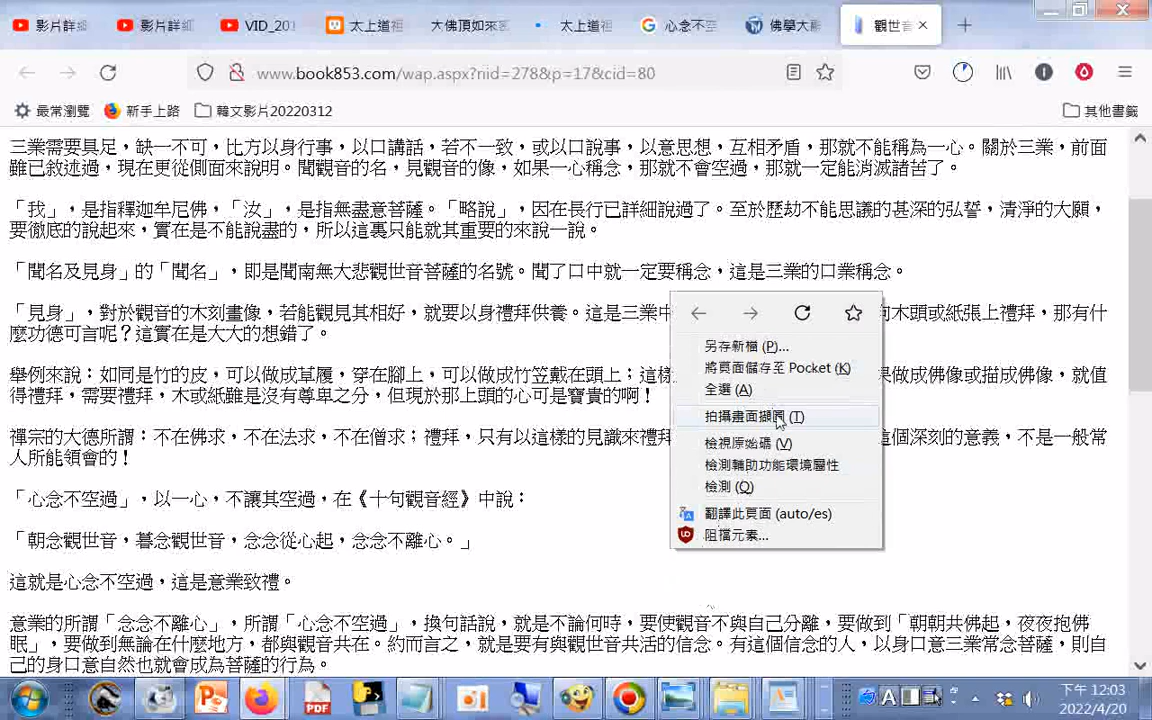 影片詳細
影片詳細
VID_201
太上道祖
大佛頂如來密
太上道祖
心念不空
佛學大
觀世音
www.book853.com/wap.aspx?nid=278&p=17&cid=80
最常瀏覽
新手上路
韓文影片20220312
其他書籤
三業需要具足，缺一不可，比方以身行事，以口講話，若不一致，或以口說事，以意思想，互相矛盾，那就不能稱為一心。關於三業，前面
雖已敘述過，現在更從側面來說明。聞觀音的名，見觀音的像，如果一心稱念，那就不會空過，那就一定能消滅諸苦了。
「我」，是指釋迦牟尼佛，「汝」，是指無盡意菩薩。「略說」，因在長行已詳細說過了。至於歷劫不能思議的甚深的弘誓，清淨的大願，
要徹底的說起來，實在是不能說盡的，所以這裏只能就其重要的來說一說。
「聞名及見身」的「聞名」，即是聞南無大悲觀世音菩薩的名號。聞了口中就一定要稱念，這是三業的口業稱念。
「見身」，對於觀音的木刻畫像，若能觀見其相好，就要以身禮拜供養。這是三業中
向木頭或紙張上禮拜，那有什
麼功德可言呢？這實在是大大的想錯了。
舉例來說：如同是竹的皮，可以做成草履，穿在腳上，可以做成竹笠戴在頭上；這樣
果做成佛像或描成佛像，就值
得禮拜，需要禮拜，木或紙雖是沒有尊卑之分，但現於那上頭的心可是寶貴的啊！
禪宗的大德所謂：不在佛求，不在法求，不在僧求；禮拜，只有以這樣的見識來禮拜
這個深刻的意義，不是一般常
人所能領會的！
「心念不空過」，以一心，不讓其空過，在《十句觀音經》中說：
「朝念觀世音，暮念觀世音，念念從心起，念念不離心。」
這就是心念不空過，這是意業致禮。
意業的所謂「念念不離心」，所謂「心念不空過」，換句話說，就是不論何時，要使觀音不與自己分離，要做到「朝朝共佛起，夜夜抱佛
眠」，要做到無論在什麼地方，都與觀音共在。約而言之，就是要有與觀世音共活的信念。有這個信念的人，以身口意三業常念菩薩，則自
己的身口意自然也就會成為菩薩的行為。
另存新檔 (P)...
將頁面儲存至 Pocket (K)
全選 (A)
拍攝畫面擷圖 (T)
檢視原始碼 (V)
檢測輔助功能環境屬性
檢測 (Q)
翻譯此頁面 (auto/es)
阻擋元素...
PDF
A
下午 12:03
2022/4/20